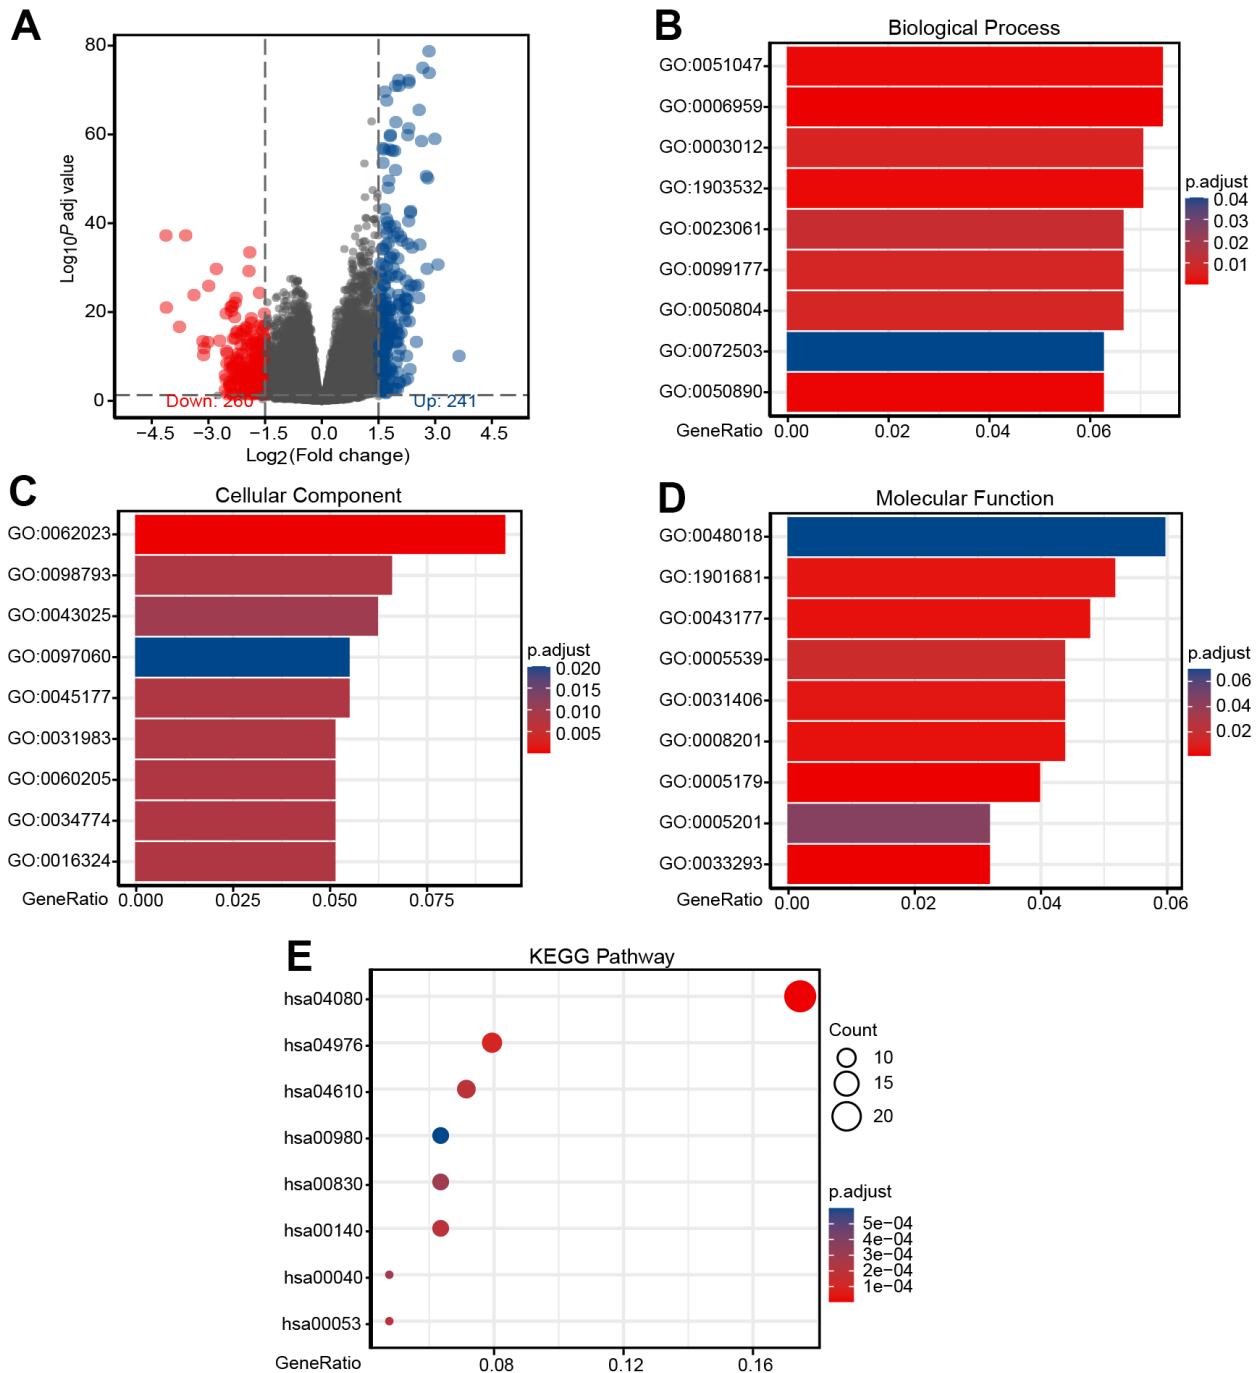 A
Log10P adj value
80
60
40
20
0
Down: 260
Up: 241
−4.5 −3.0 −1.5 0.0 1.5 3.0 4.5
Log2(Fold change)
B
Biological Process
GO:0051047
GO:0006959
GO:0003012
GO:1903532
GO:0023061
GO:0099177
GO:0050804
GO:0072503
GO:0050890
GeneRatio 0.00 0.02 0.04 0.06
p.adjust
0.04
0.03
0.02
0.01
C
Cellular Component
GO:0062023
GO:0098793
GO:0043025
GO:0097060
GO:0045177
GO:0031983
GO:0060205
GO:0034774
GO:0016324
GeneRatio 0.000 0.025 0.050 0.075
p.adjust
0.020
0.015
0.010
0.005
D
Molecular Function
GO:0048018
GO:1901681
GO:0043177
GO:0005539
GO:0031406
GO:0008201
GO:0005179
GO:0005201
GO:0033293
GeneRatio 0.00 0.02 0.04 0.06
p.adjust
0.06
0.04
0.02
E
KEGG Pathway
hsa04080
hsa04976
hsa04610
hsa00980
hsa00830
hsa00140
hsa00040
hsa00053
GeneRatio 0.08 0.12 0.16
Count
10
15
20
p.adjust
5e−04
4e−04
3e−04
2e−04
1e−04